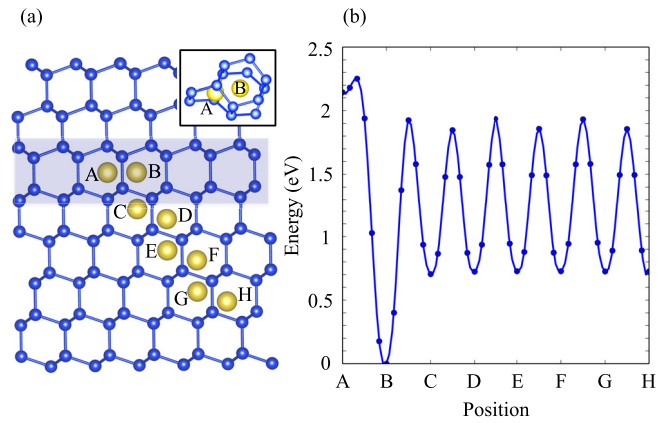 (a)
(b)
A
B
A
B
C
D
E
F
G
H
Energy (eV)
2.5
2
1.5
1
0.5
0
A B C D E F G H
Position